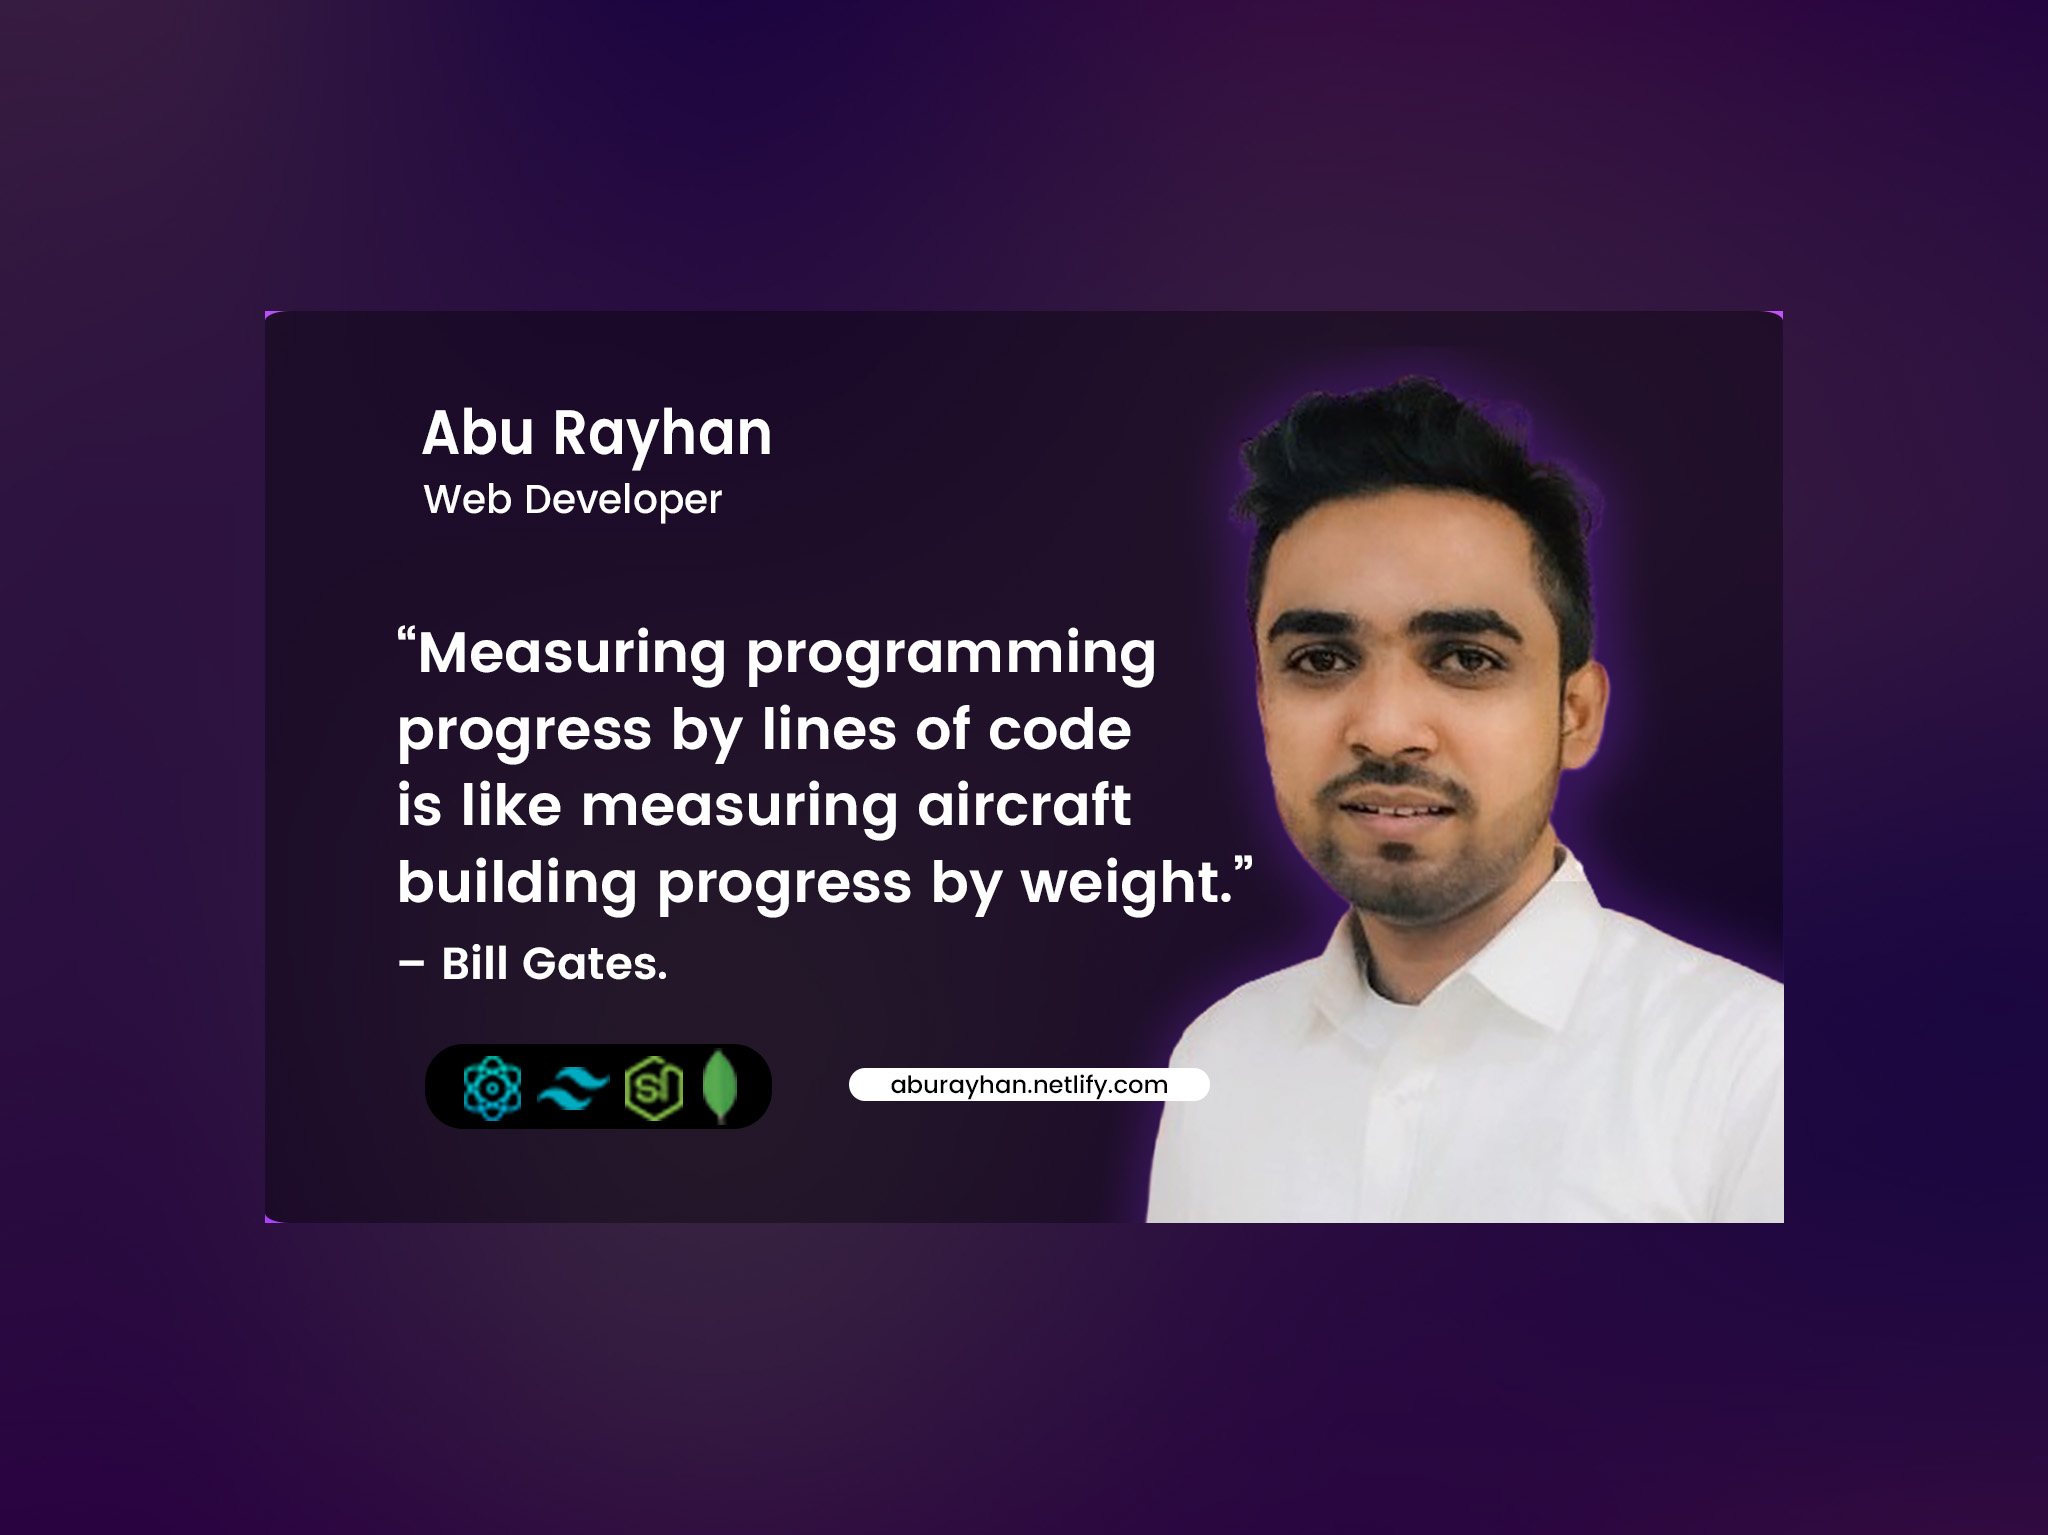 Abu Rayhan
Web Developer
“Measuring programming
progress by lines of code
is like measuring aircraft
building progress by weight.”
– Bill Gates.
aburayhan.netlify.com